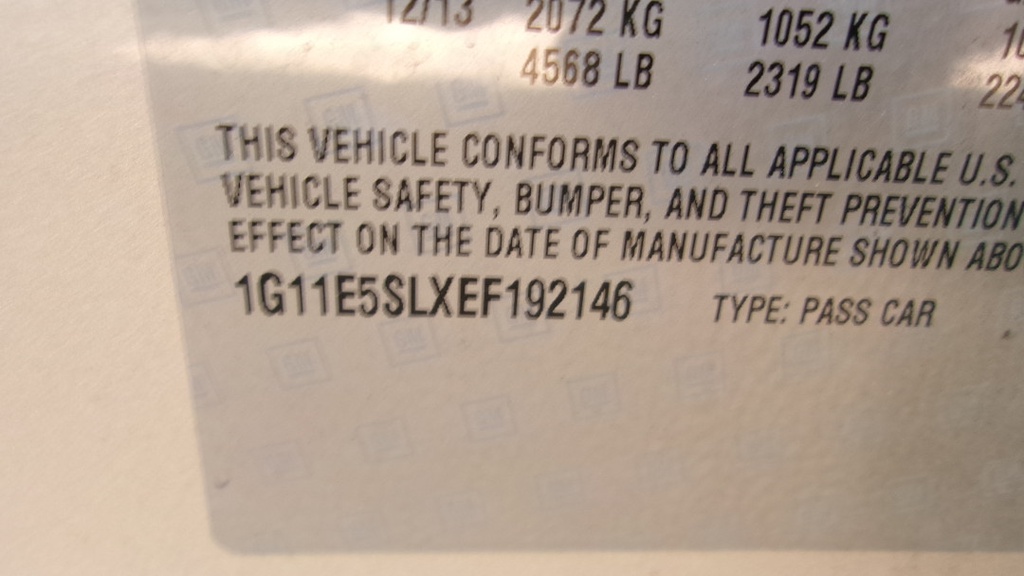 12/13 2072 KG 1052 KG
4568 LB 2319 LB
THIS VEHICLE CONFORMS TO ALL APPLICABLE U.S.
VEHICLE SAFETY, BUMPER, AND THEFT PREVENTION
EFFECT ON THE DATE OF MANUFACTURE SHOWN ABO
1G11E5SLXEF192146 TYPE: PASS CAR